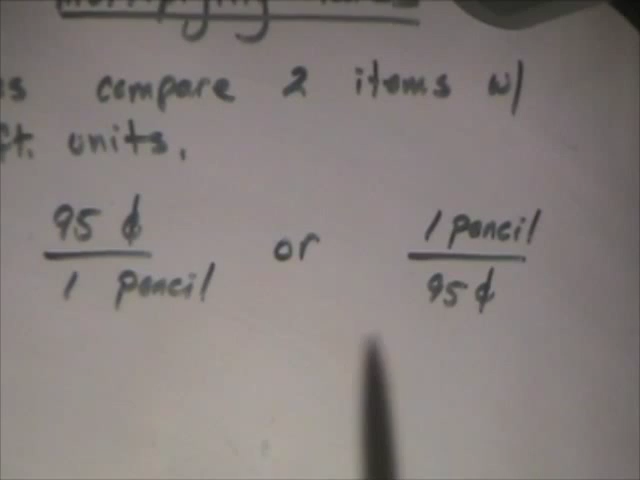 compare 2 items w/
units.
95 ¢ or 1 pencil
1 pencil 95 ¢